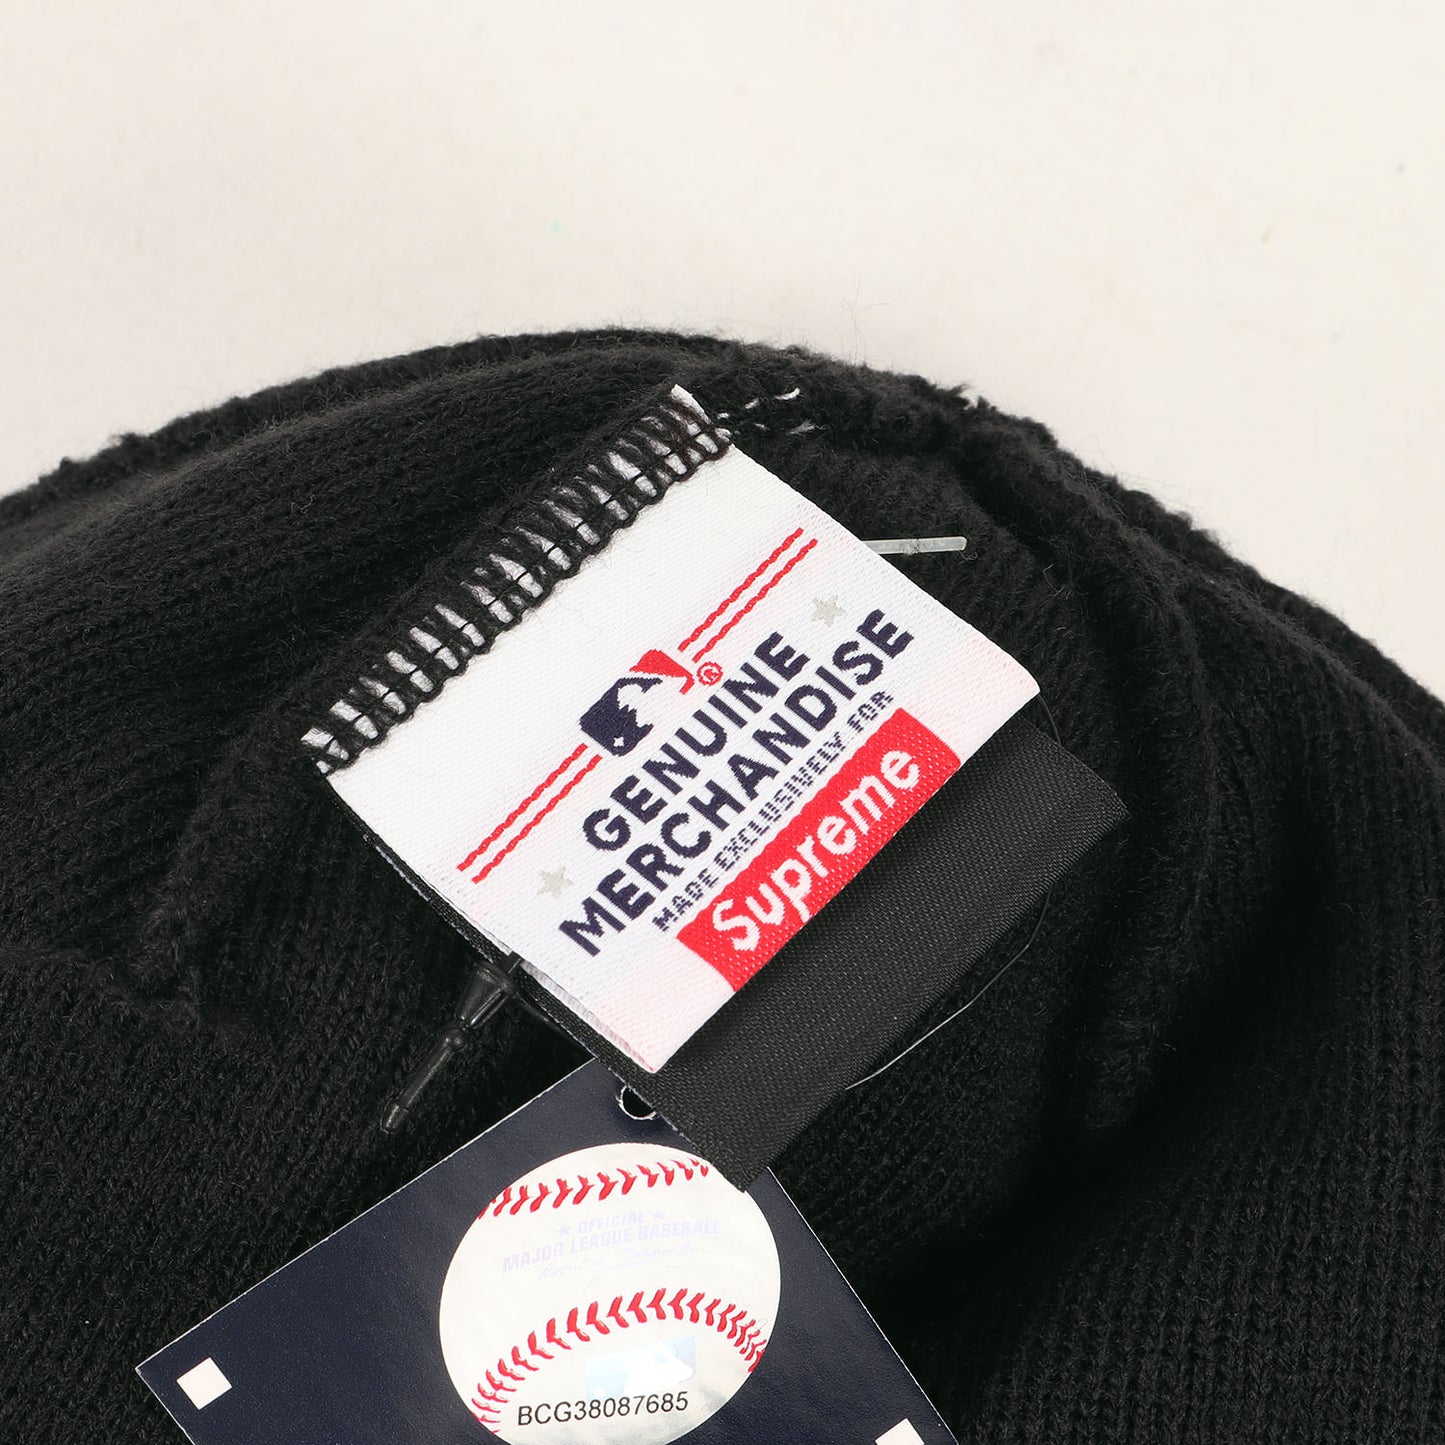 ®
GENUINE
MERCHANDISE
MADE EXCLUSIVELY FOR
Supreme
OFFICIAL
MAJOR LEAGUE BASEBALL
BCG38087685